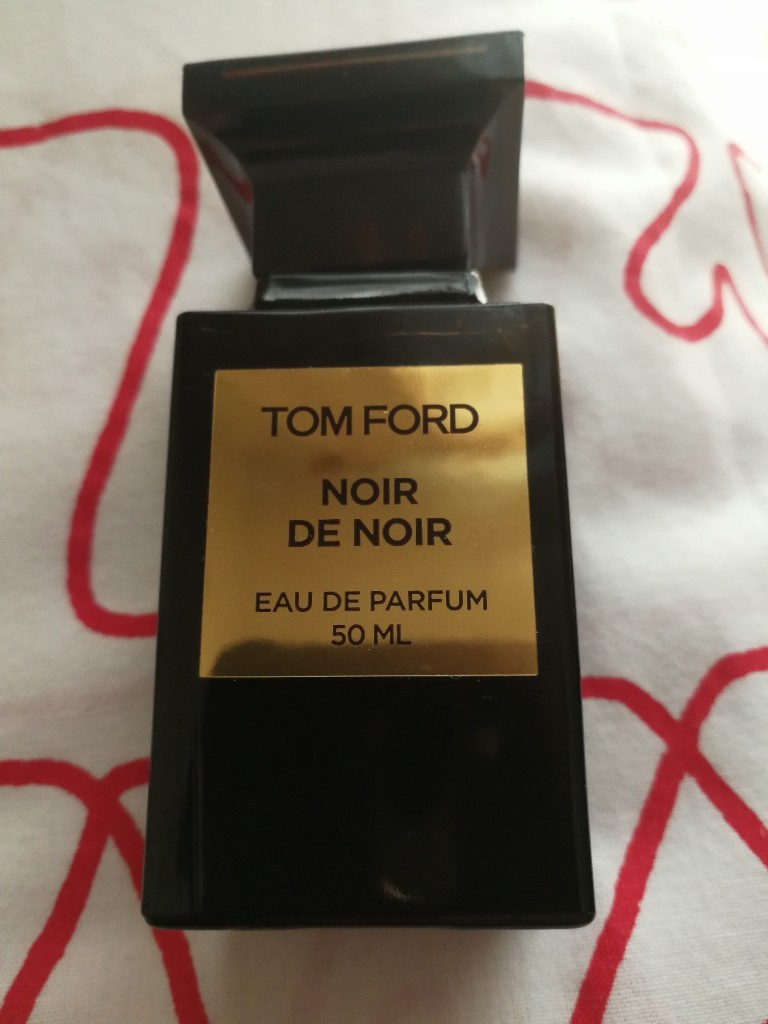 TOM FORD
NOIR
DE NOIR
EAU DE PARFUM
50 ML